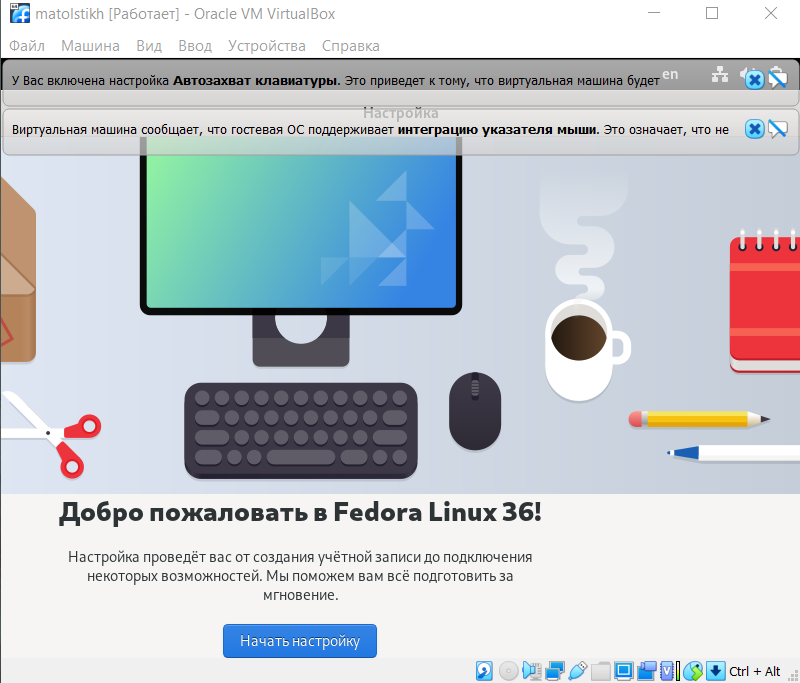 matolstikh [Работает] - Oracle VM VirtualBox
Файл Машина Вид Ввод Устройства Справка
У Вас включена настройка Автозахват клавиатуры. Это приведет к тому, что виртуальная машина будет
en
Настройка
Виртуальная машина сообщает, что гостевая ОС поддерживает интеграцию указателя мыши. Это означает, что не
Добро пожаловать в Fedora Linux 36!
Настройка проведёт вас от создания учётной записи до подключения
некоторых возможностей. Мы поможем вам всё подготовить за
мгновение.
Начать настройку
Ctrl + Alt